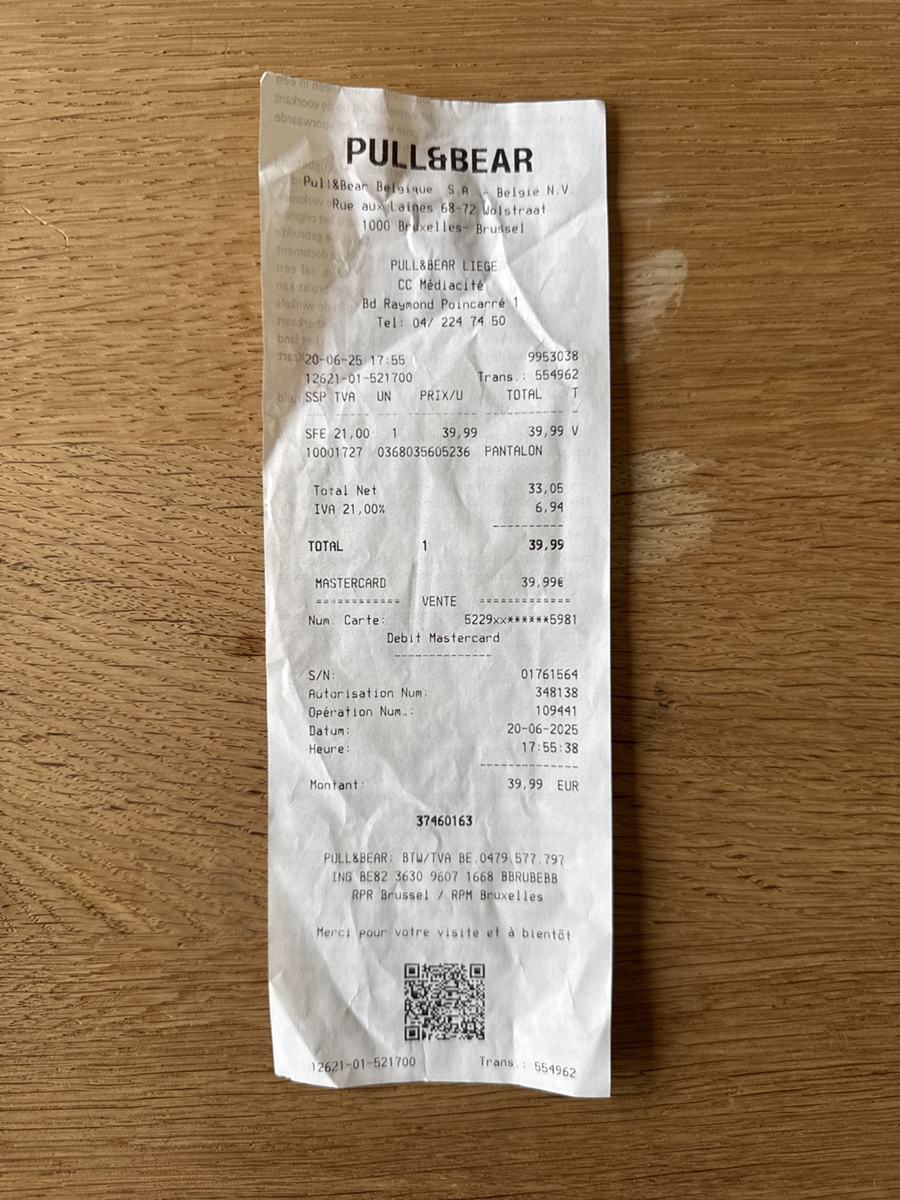 PULL&BEAR
Pull&Bear Belgique S.A. - België N.V.
Rue aux Laines 68-72 Wolstraat
1000 Bruxelles- Brussel
PULL&BEAR LIEGE
CC Médiacité
Bd Raymond Poincarré 1
Tel: 04/ 224 74 50
20-06-25 17:55 9953038
12621-01-521700 Trans.: 554962
SSP TVA UN PRIX/U TOTAL T
SFE 21,00 1 39,99 39,99 V
10001727 0368035605236 PANTALON
Total Net 33,05
IVA 21,00% 6,94
TOTAL 1 39,99
MASTERCARD 39,99€
============ VENTE =============
Num. Carte: 5229xx******5981
Debit Mastercard
S/N: 01761564
Autorisation Num: 348138
Opération Num.: 109441
Datum: 20-06-2025
Heure: 17:55:38
Montant: 39,99 EUR
37460163
PULL&BEAR: BTW/TVA BE.0479.577.797
ING BE82 3630 9607 1668 BBRUBEBB
RPR Brussel / RPM Bruxelles
Merci pour votre visite et à bientôt
12621-01-521700 Trans.: 554962